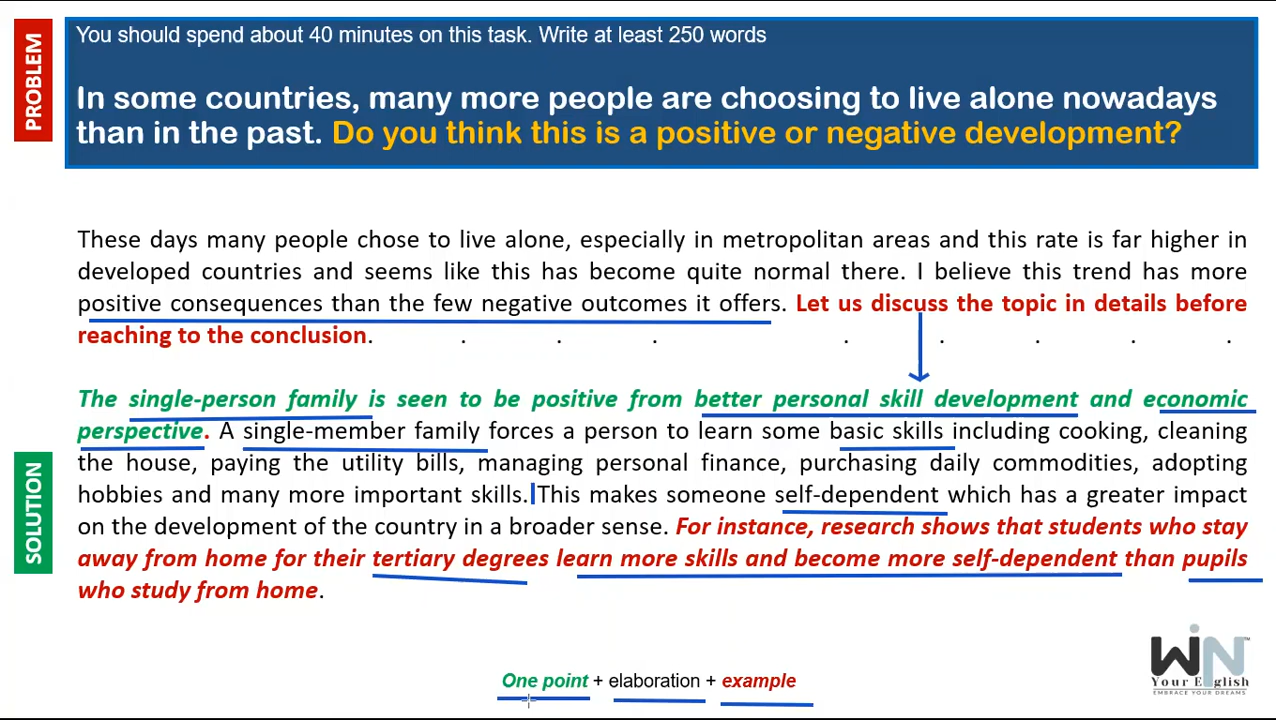 PROBLEM
You should spend about 40 minutes on this task. Write at least 250 words
In some countries, many more people are choosing to live alone nowadays
than in the past. Do you think this is a positive or negative development?
These days many people chose to live alone, especially in metropolitan areas and this rate is far higher in
developed countries and seems like this has become quite normal there. I believe this trend has more
positive consequences than the few negative outcomes it offers. Let us discuss the topic in details before
reaching to the conclusion. . . . . . . . .
The single-person family is seen to be positive from better personal skill development and economic
perspective. A single-member family forces a person to learn some basic skills including cooking, cleaning
the house, paying the utility bills, managing personal finance, purchasing daily commodities, adopting
hobbies and many more important skills. This makes someone self-dependent which has a greater impact
on the development of the country in a broader sense. For instance, research shows that students who stay
away from home for their tertiary degrees learn more skills and become more self-dependent than pupils
who study from home.
SOLUTION
One point + elaboration + example
WiN™
Your English
EMBRACE YOUR DREAMS